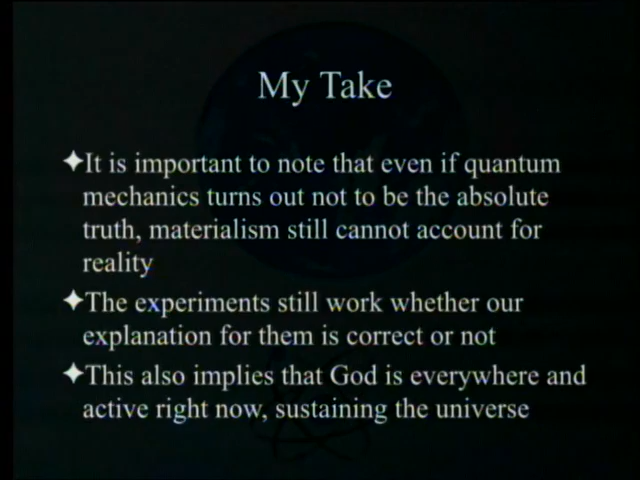 My Take
✦It is important to note that even if quantum
mechanics turns out not to be the absolute
truth, materialism still cannot account for
reality
✦The experiments still work whether our
explanation for them is correct or not
✦This also implies that God is everywhere and
active right now, sustaining the universe